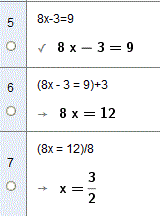 5
8x-3=9
✓ 8 x − 3 = 9
6
(8x - 3 = 9)+3
→ 8 x = 12
7
(8x = 12)/8
→ x = 3/2